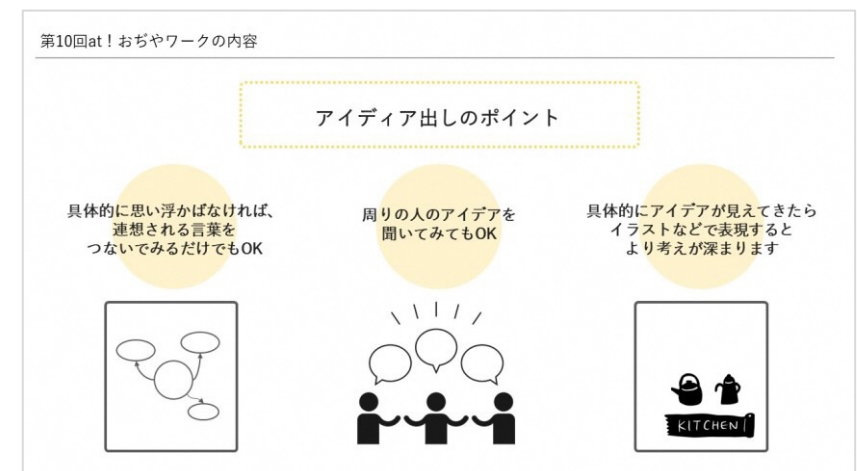 第10回at！おぢやワークの内容
アイディア出しのポイント
具体的に思い浮かばなければ、
連想される言葉を
つないでみるだけでもOK
周りの人のアイデアを
聞いてみてもOK
具体的にアイデアが見えてきたら
イラストなどで表現すると
より考えが深まります
KITCHEN